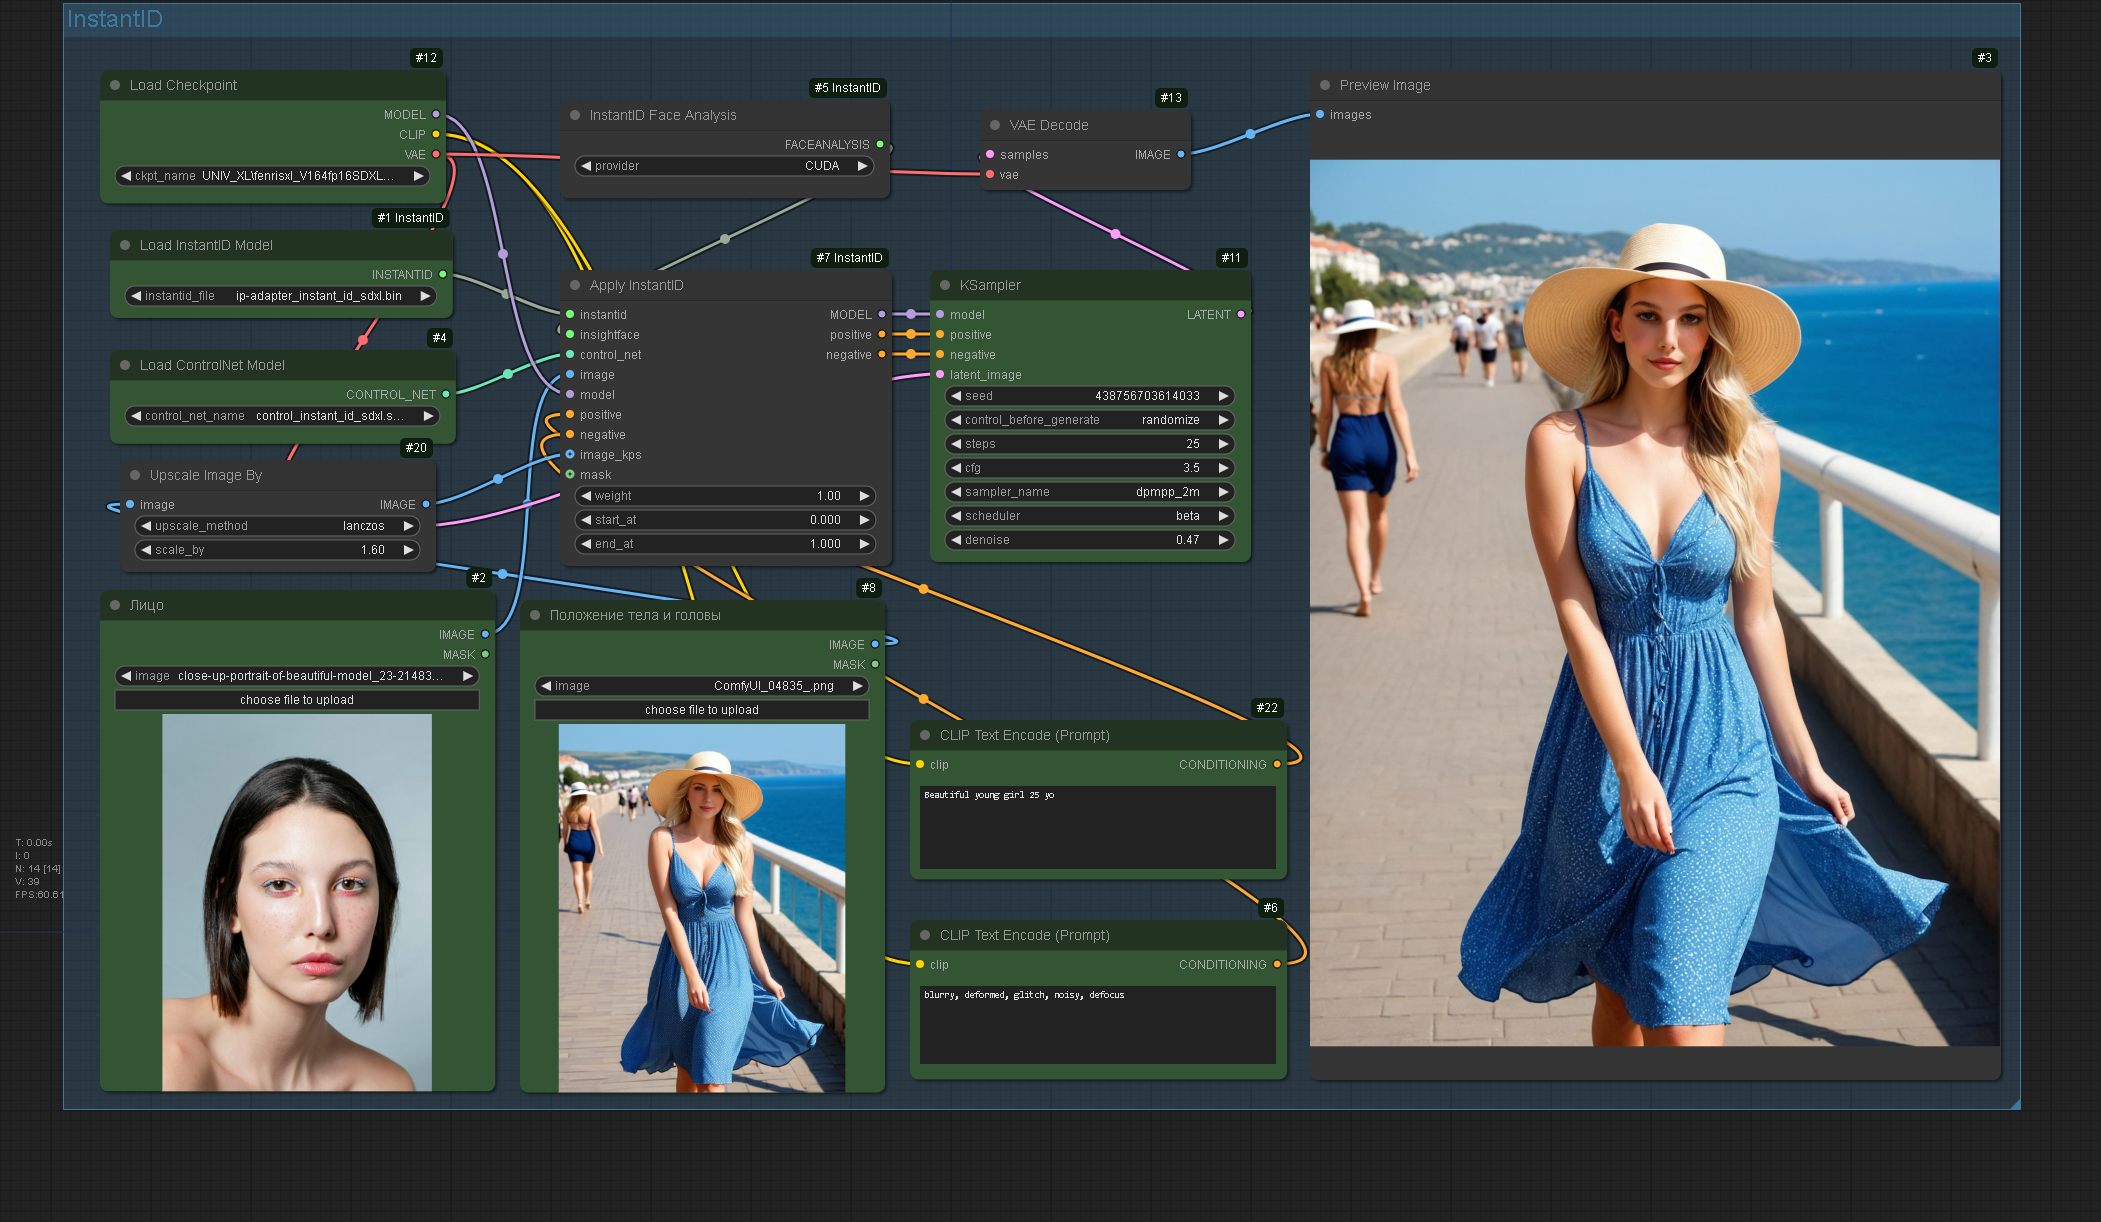 InstantID
#12
Load Checkpoint
MODEL
CLIP
VAE
ckpt_name UNIV_XL\fenrisxl_V164fp16SDXL...
#1 InstantID
Load InstantID Model
INSTANTID
instantid_file ip-adapter_instant_id_sdxl.bin
#4
Load ControlNet Model
CONTROL_NET
control_net_name control_instant_id_sdxl.s...
#20
Upscale Image By
image IMAGE
upscale_method lanczos
scale_by 1.60
#5 InstantID
InstantID Face Analysis
FACEANALYSIS
provider CUDA
#13
VAE Decode
samples IMAGE
vae
#7 InstantID
Apply InstantID
instantid MODEL
insightface positive
control_net negative
image
model
positive
negative
image_kps
mask
weight 1.00
start_at 0.000
end_at 1.000
#11
KSampler
model LATENT
positive
negative
latent_image
seed 438756703614033
control_before_generate randomize
steps 25
cfg 3.5
sampler_name dpmpp_2m
scheduler beta
denoise 0.47
#3
Preview Image
images
#2
Лицо
IMAGE
MASK
image close-up-portrait-of-beautiful-model_23-21483...
choose file to upload
#8
Положение тела и головы
IMAGE
MASK
image ComfyUI_04835_.png
choose file to upload
#22
CLIP Text Encode (Prompt)
clip CONDITIONING
Beautiful young girl 25 yo
#6
CLIP Text Encode (Prompt)
clip CONDITIONING
blurry, deformed, glitch, noisy, defocus
T: 0.00s
I: 0
N: 14 [14]
V: 39
FPS:60.61